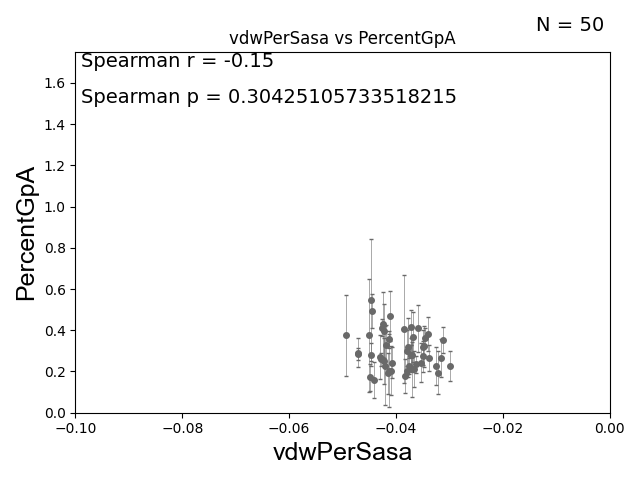 N = 50
vdwPerSasa vs PercentGpA
Spearman r = -0.15
Spearman p = 0.30425105733518215
1.6
1.4
1.2
1.0
0.8
0.6
0.4
0.2
0.0
PercentGpA
−0.10 −0.08 −0.06 −0.04 −0.02 0.00
vdwPerSasa